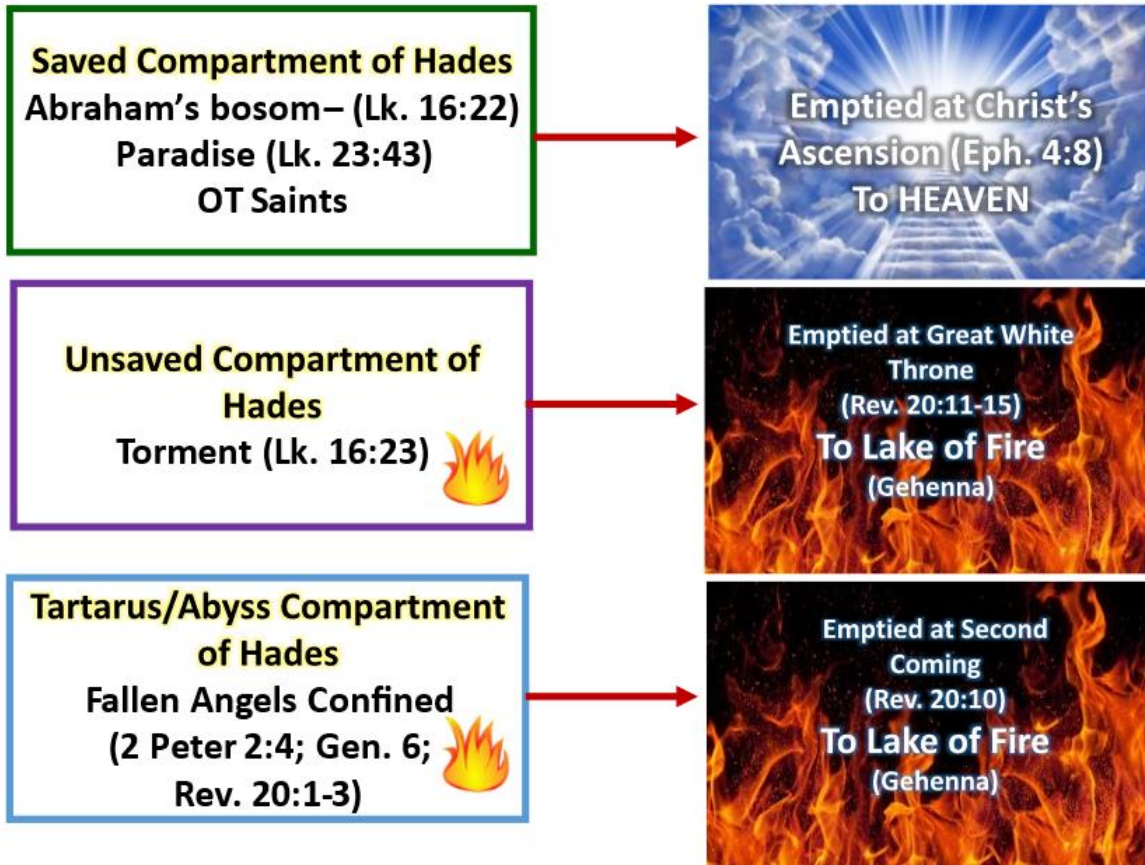 Saved Compartment of Hades
Abraham's bosom– (Lk. 16:22)
Paradise (Lk. 23:43)
OT Saints
Emptied at Christ's
Ascension (Eph. 4:8)
To HEAVEN
Unsaved Compartment of
Hades
Torment (Lk. 16:23)
Emptied at Great White
Throne
(Rev. 20:11-15)
To Lake of Fire
(Gehenna)
Tartarus/Abyss Compartment
of Hades
Fallen Angels Confined
(2 Peter 2:4; Gen. 6;
Rev. 20:1-3)
Emptied at Second
Coming
(Rev. 20:10)
To Lake of Fire
(Gehenna)